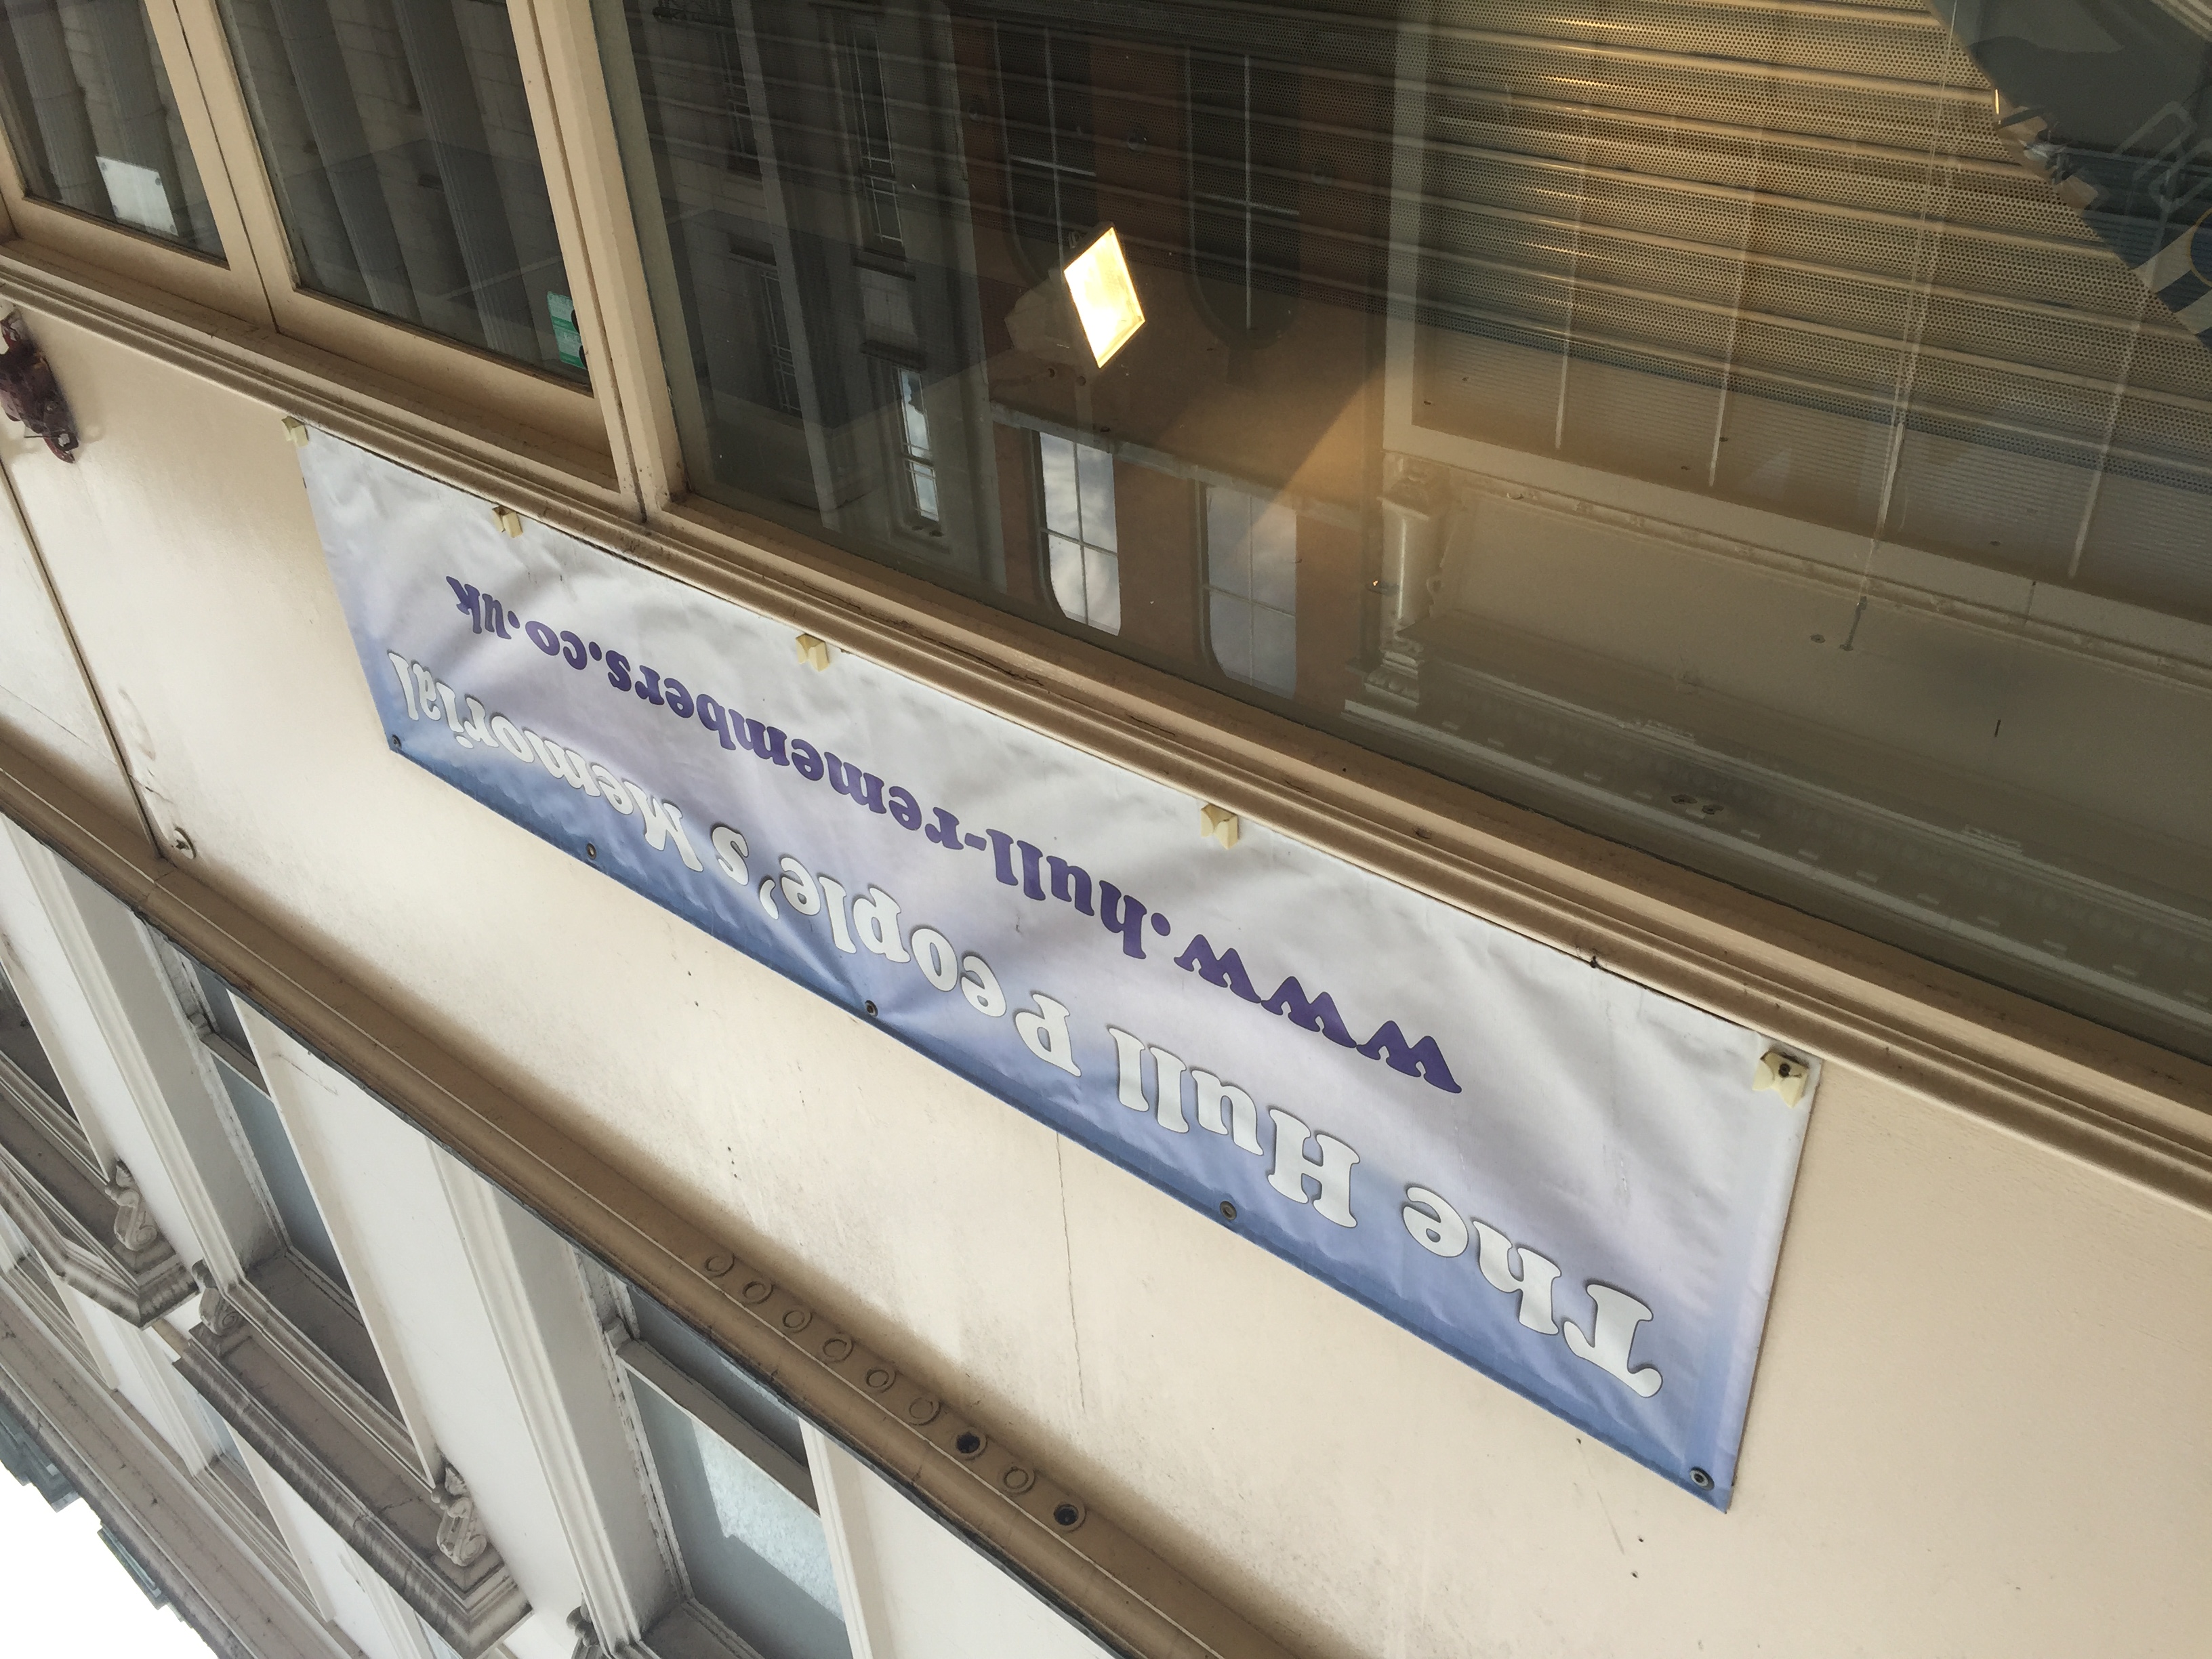 The Hull People's Memorial
www.hull-remembers.co.uk